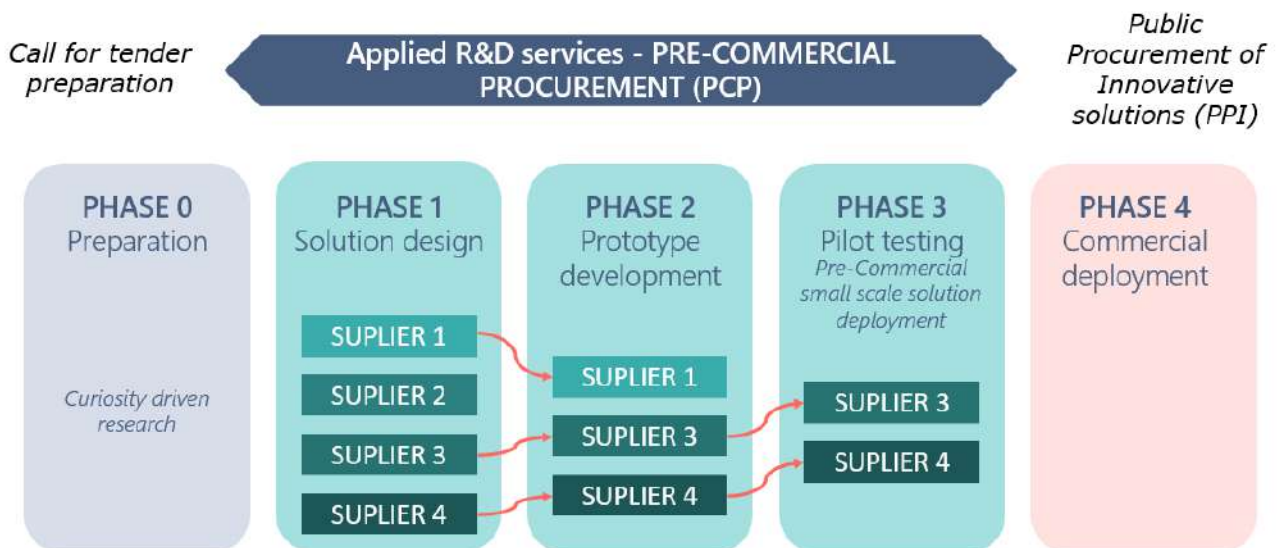 Call for tender
preparation
Applied R&D services - PRE-COMMERCIAL
PROCUREMENT (PCP)
Public
Procurement of
Innovative
solutions (PPI)
PHASE 0
Preparation
Curiosity driven
research
PHASE 1
Solution design
SUPLIER 1
SUPLIER 2
SUPLIER 3
SUPLIER 4
PHASE 2
Prototype
development
SUPLIER 1
SUPLIER 3
SUPLIER 4
PHASE 3
Pilot testing
Pre-Commercial
small scale solution
deployment
SUPLIER 3
SUPLIER 4
PHASE 4
Commercial
deployment